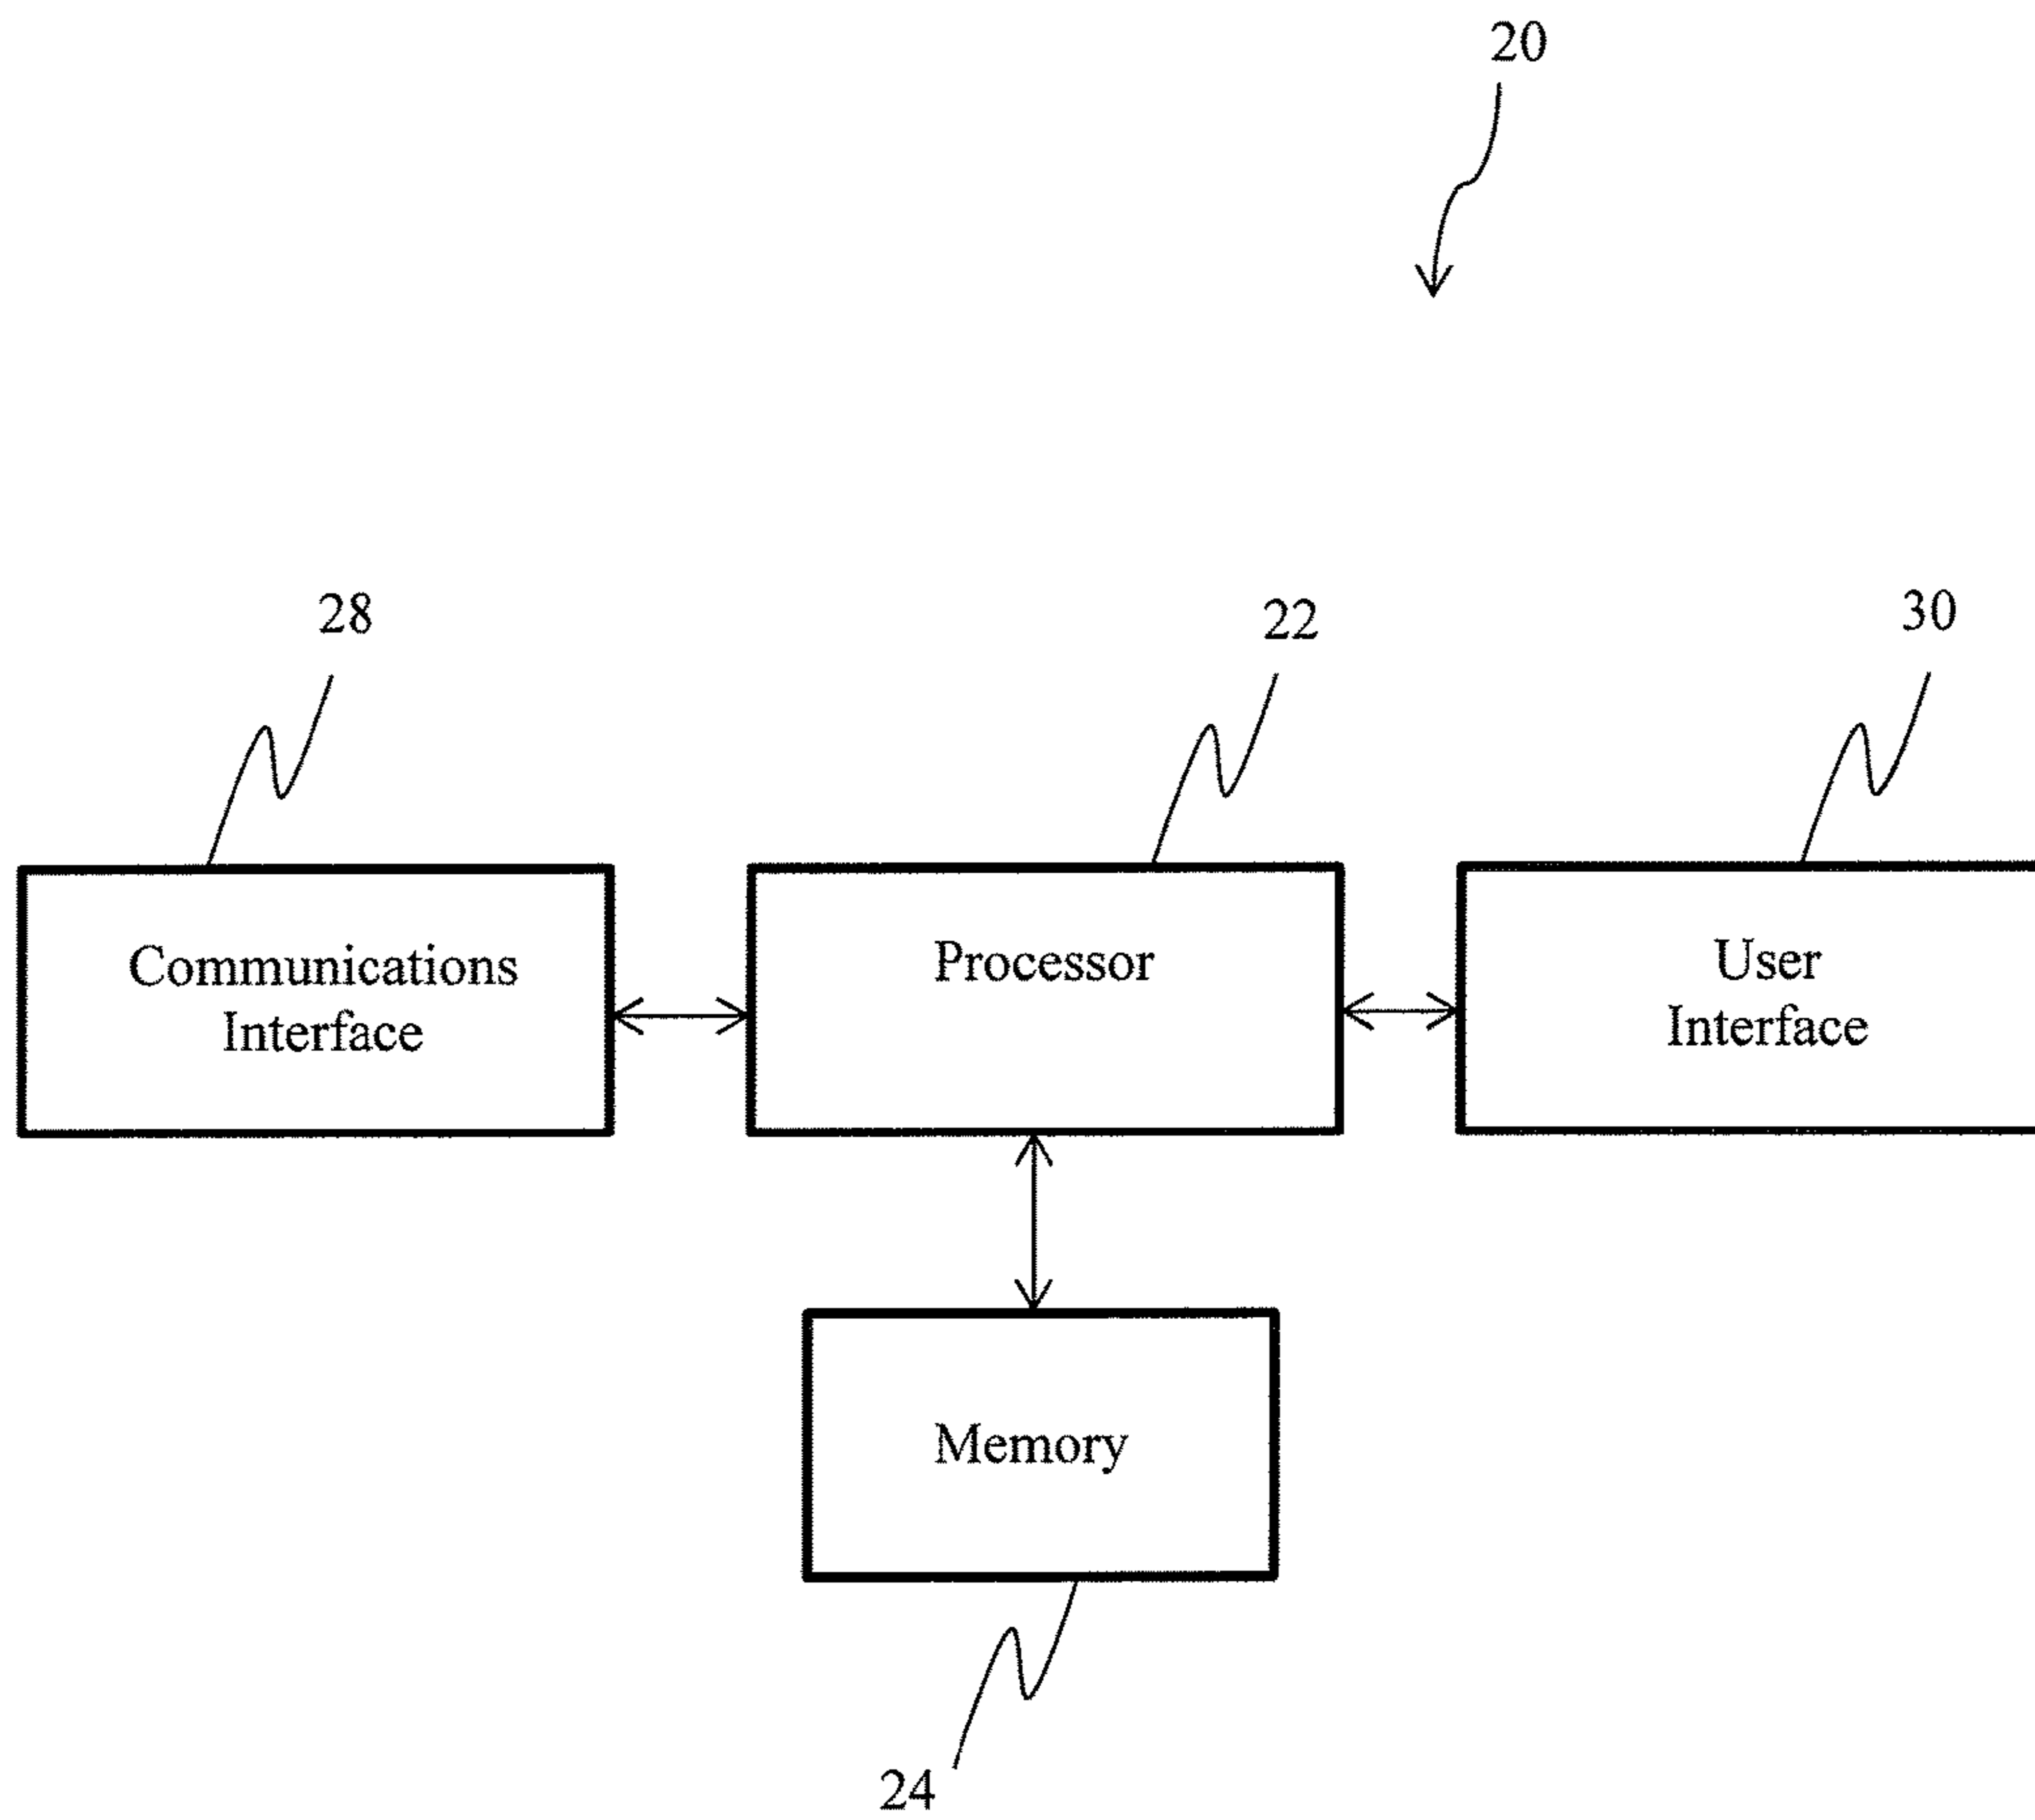 20
28
22
30
Communications
Interface
Processor
User
Interface
Memory
24